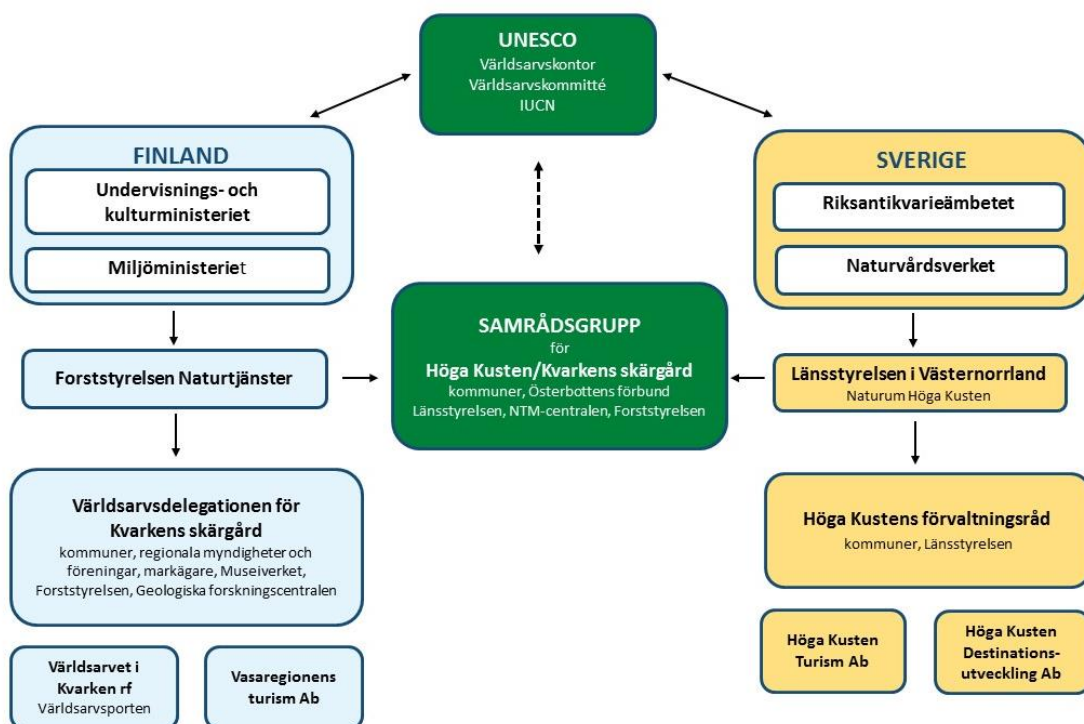 UNESCO
Världsarvskontor
Världsarvskommitté
IUCN
FINLAND
Undervisnings- och
kulturministeriet
Miljöministeriet
SVERIGE
Riksantikvarieämbetet
Naturvårdsverket
Forststyrelsen Naturtjänster
SAMRÅDSGRUPP
för
Höga Kusten/Kvarkens skärgård
kommuner, Österbottens förbund
Länsstyrelsen, NTM-centralen, Forststyrelsen
Länsstyrelsen i Västernorrland
Naturum Höga Kusten
Världsarvsdelegationen för
Kvarkens skärgård
kommuner, regionala myndigheter och
föreningar, markägare, Museiverket,
Forststyrelsen, Geologiska forskningscentralen
Höga Kustens förvaltningsråd
kommuner, Länsstyrelsen
Världsarvet i
Kvarken rf
Världsarvsporten
Vasaregionens
turism Ab
Höga Kusten
Turism Ab
Höga Kusten
Destinations-
utveckling Ab